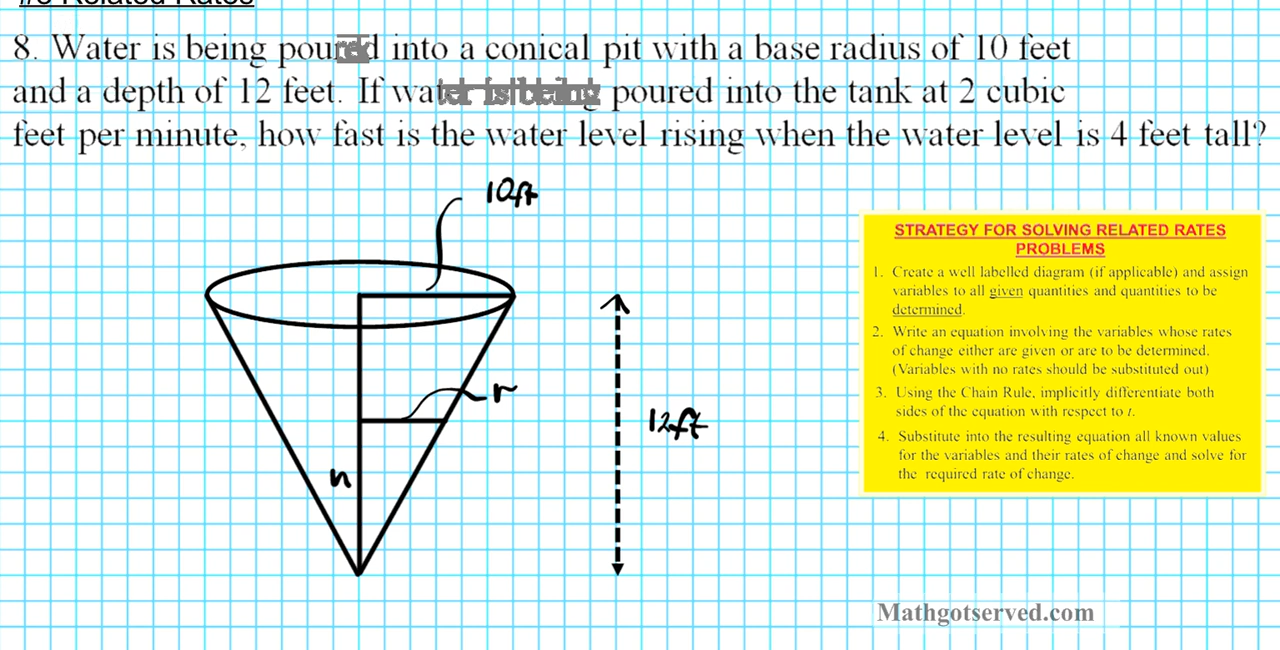 #8 Related Rates
8. Water is being poured into a conical pit with a base radius of 10 feet
and a depth of 12 feet. If water is being poured into the tank at 2 cubic
feet per minute, how fast is the water level rising when the water level is 4 feet tall?
10ft
STRATEGY FOR SOLVING RELATED RATES
PROBLEMS
1. Create a well labelled diagram (if applicable) and assign
variables to all given quantities and quantities to be
determined.
2. Write an equation involving the variables whose rates
of change either are given or are to be determined.
(Variables with no rates should be substituted out)
3. Using the Chain Rule, implicitly differentiate both
sides of the equation with respect to t.
4. Substitute into the resulting equation all known values
for the variables and their rates of change and solve for
the required rate of change.
r
12ft
h
Mathgotserved.com